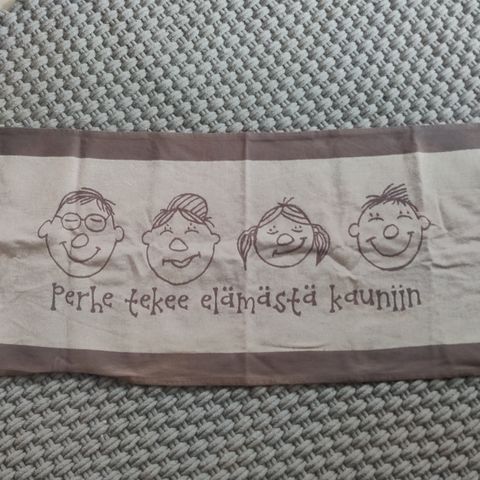 Perhe tekee elämästä kauniin